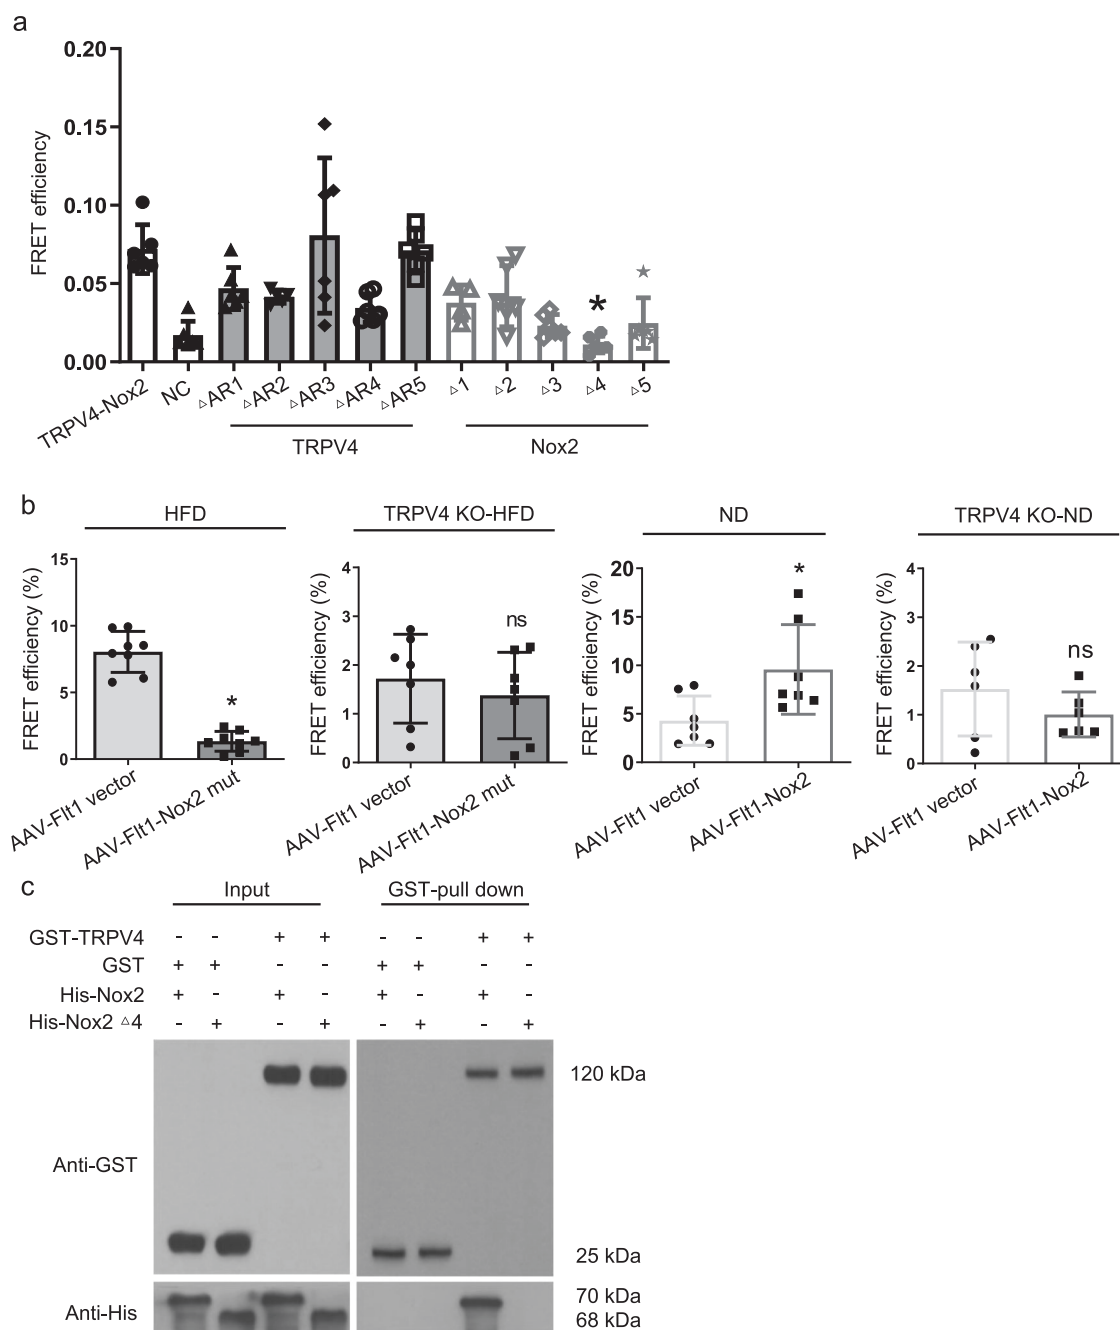 a
FRET efficiency
0.20
0.15
0.10
0.05
0.00
*
TRPV4-Nox2
NC
△AR1
△AR2
△AR3
△AR4
△AR5
△1
△2
△3
△4
△5
TRPV4
Nox2
b
HFD
FRET efficiency (%)
15
10
5
0
*
AAV-Flt1 vector
AAV-Flt1-Nox2 mut
TRPV4 KO-HFD
FRET efficiency (%)
4
3
2
1
0
ns
AAV-Flt1 vector
AAV-Flt1-Nox2 mut
ND
FRET efficiency (%)
20
15
10
5
0
*
AAV-Flt1 vector
AAV-Flt1-Nox2
TRPV4 KO-ND
FRET efficiency (%)
4
3
2
1
0
ns
AAV-Flt1 vector
AAV-Flt1-Nox2
c
Input GST-pull down
GST-TRPV4 - - + + - - + +
GST + + - - + + - -
His-Nox2 + - + - + - + -
His-Nox2 △4 - + - + - + - +
120 kDa
Anti-GST
25 kDa
70 kDa
Anti-His
68 kDa